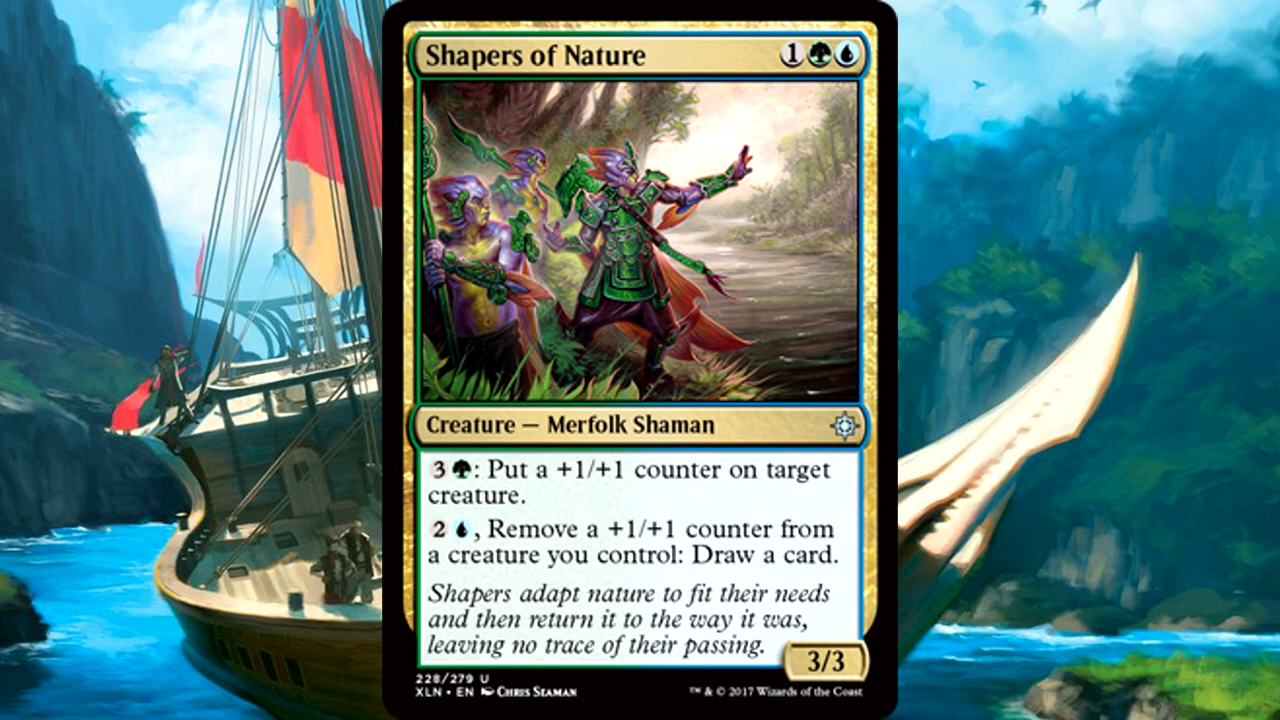 Shapers of Nature 1
Creature — Merfolk Shaman
3 : Put a +1/+1 counter on target
creature.
2 , Remove a +1/+1 counter from
a creature you control: Draw a card.
Shapers adapt nature to fit their needs
and then return it to the way it was,
leaving no trace of their passing.
3/3
228/279 U
XLN • EN Chris Seaman
™ & © 2017 Wizards of the Coast